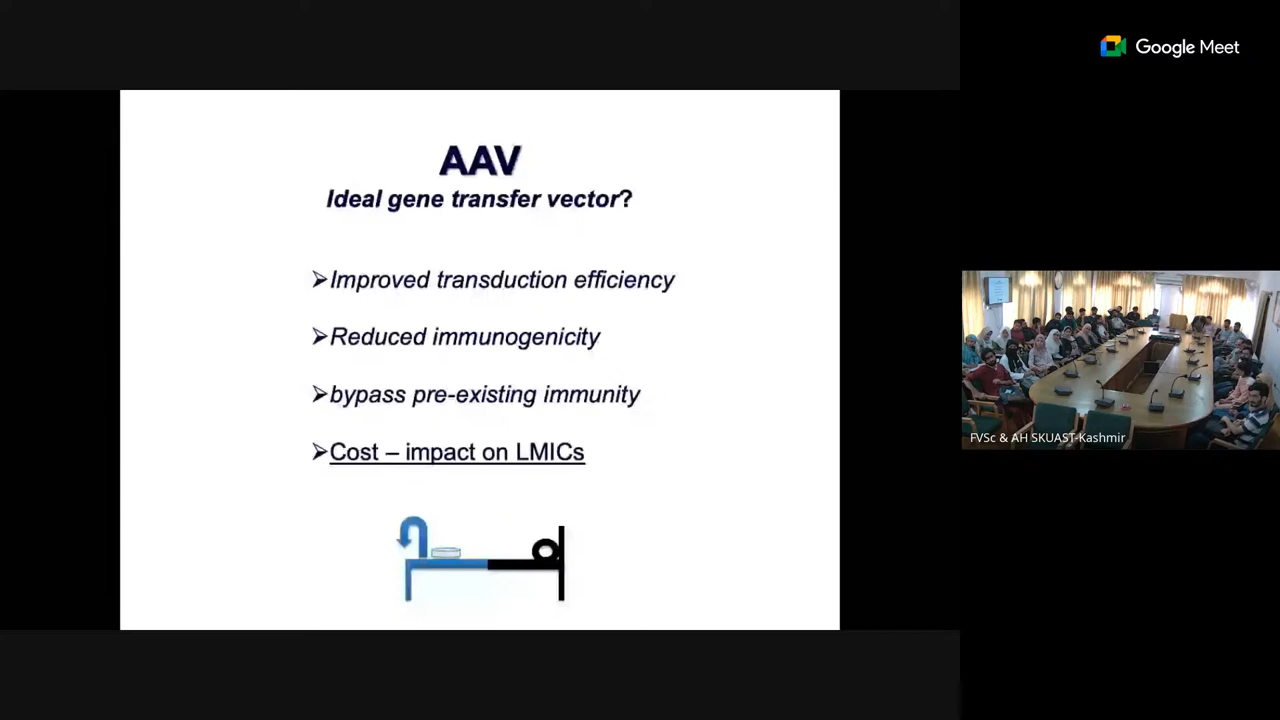 AAV
Ideal gene transfer vector?
➢Improved transduction efficiency
➢Reduced immunogenicity
➢bypass pre-existing immunity
➢Cost – impact on LMICs
Google Meet
FVSc & AH SKUAST-Kashmir